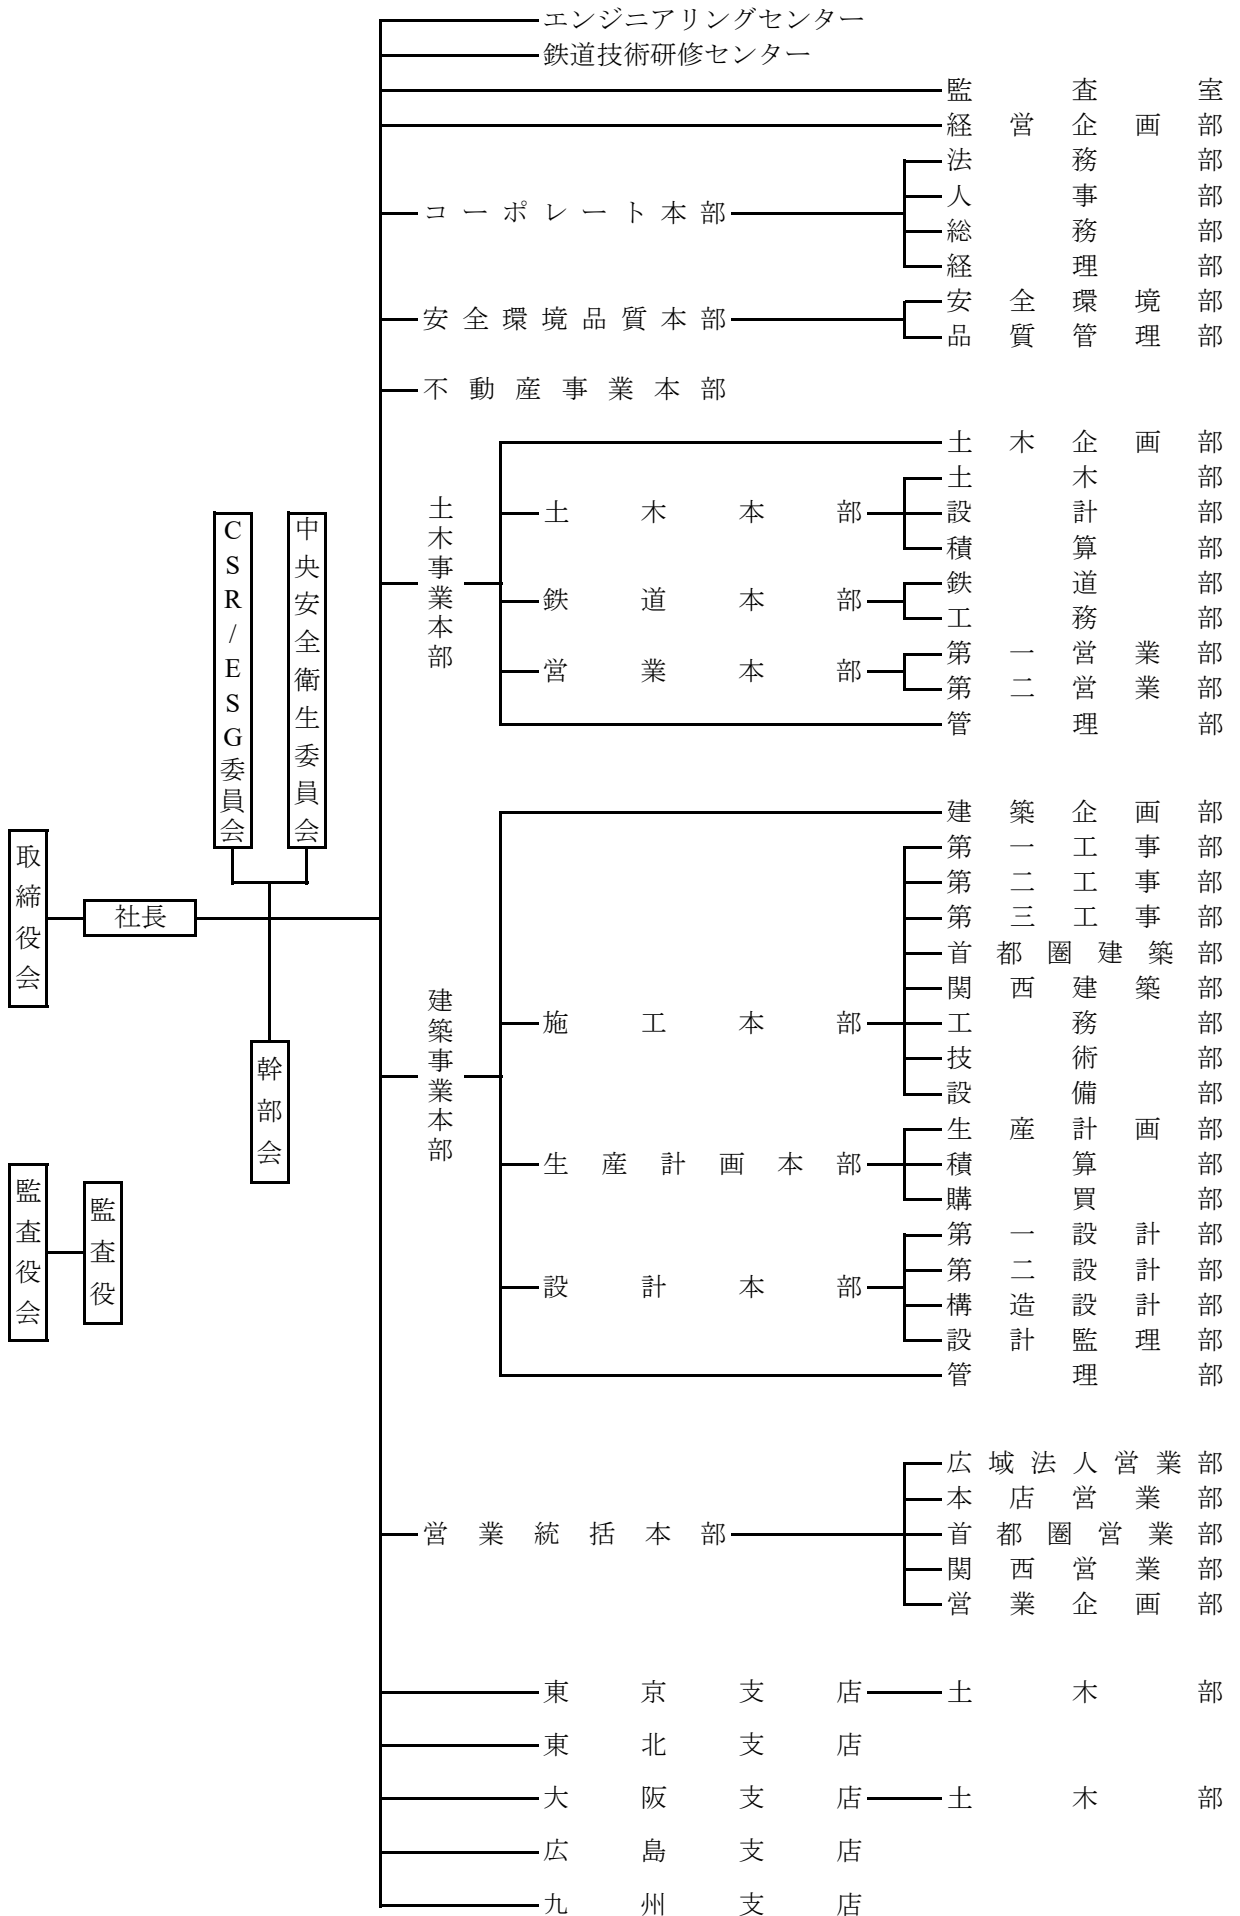 エンジニアリングセンター
鉄道技術研修センター
監査室
経営企画部
コーポレート本部
法務部
人事部
総務部
経理部
安全環境品質本部
安全環境部
品質管理部
不動産事業本部
土木事業本部
土木企画部
土木本部
土木部
設計部
積算部
鉄道本部
鉄道部
工務部
営業本部
第一営業部
第二営業部
管理部
CSR/ESG委員会
中央安全衛生委員会
取締役会
社長
幹部会
監査役会
監査役
建築事業本部
建築企画部
施工本部
第一工事部
第二工事部
第三工事部
首都圏建築部
関西建築部
工務部
技術部
設備部
生産計画本部
生産計画部
積算部
購買部
設計本部
第一設計部
第二設計部
構造設計部
設計監理部
管理部
営業統括本部
広域法人営業部
本店営業部
首都圏営業部
関西営業部
営業企画部
東京支店
土木部
東北支店
大阪支店
土木部
広島支店
九州支店